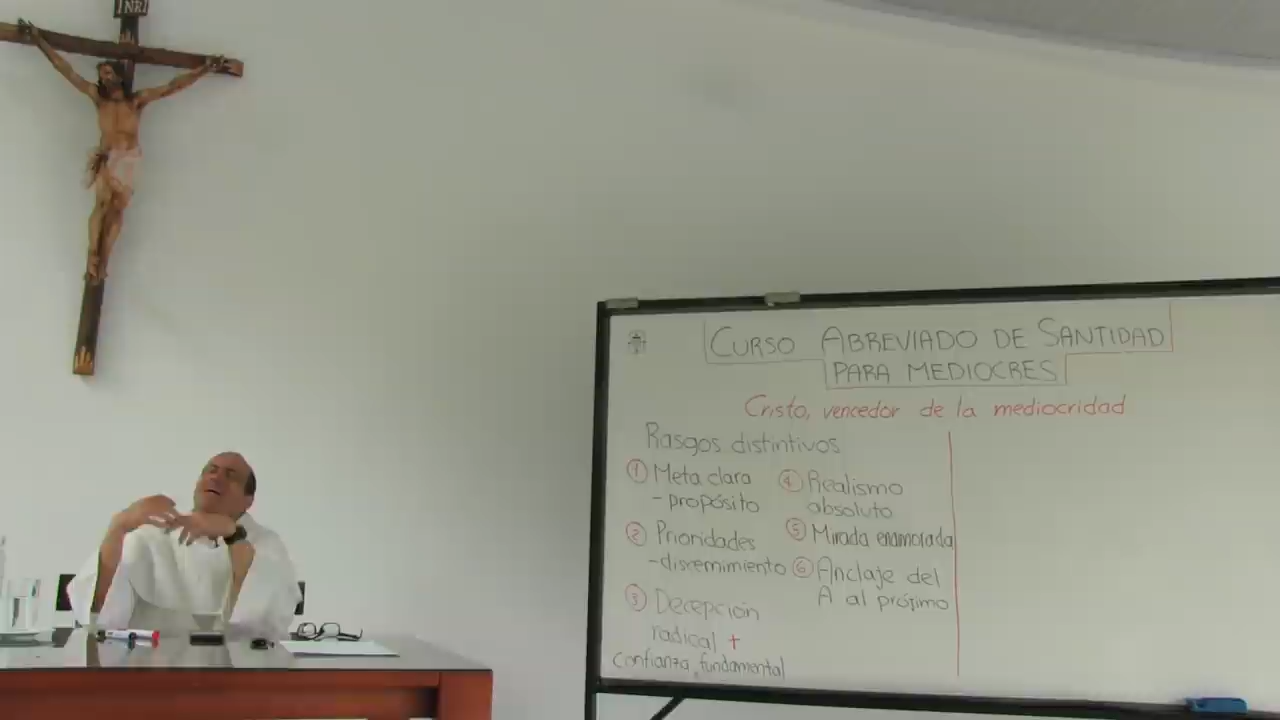 INRI
CURSO ABREVIADO DE SANTIDAD
PARA MEDIOCRES
Cristo, vencedor de la mediocridad
Rasgos distintivos
① Meta clara
- propósito
② Prioridades
- discernimiento
③ Decepción
radical +
confianza fundamental
④ Realismo
absoluto
⑤ Mirada enamorada
⑥ Anclaje del
A al prójimo